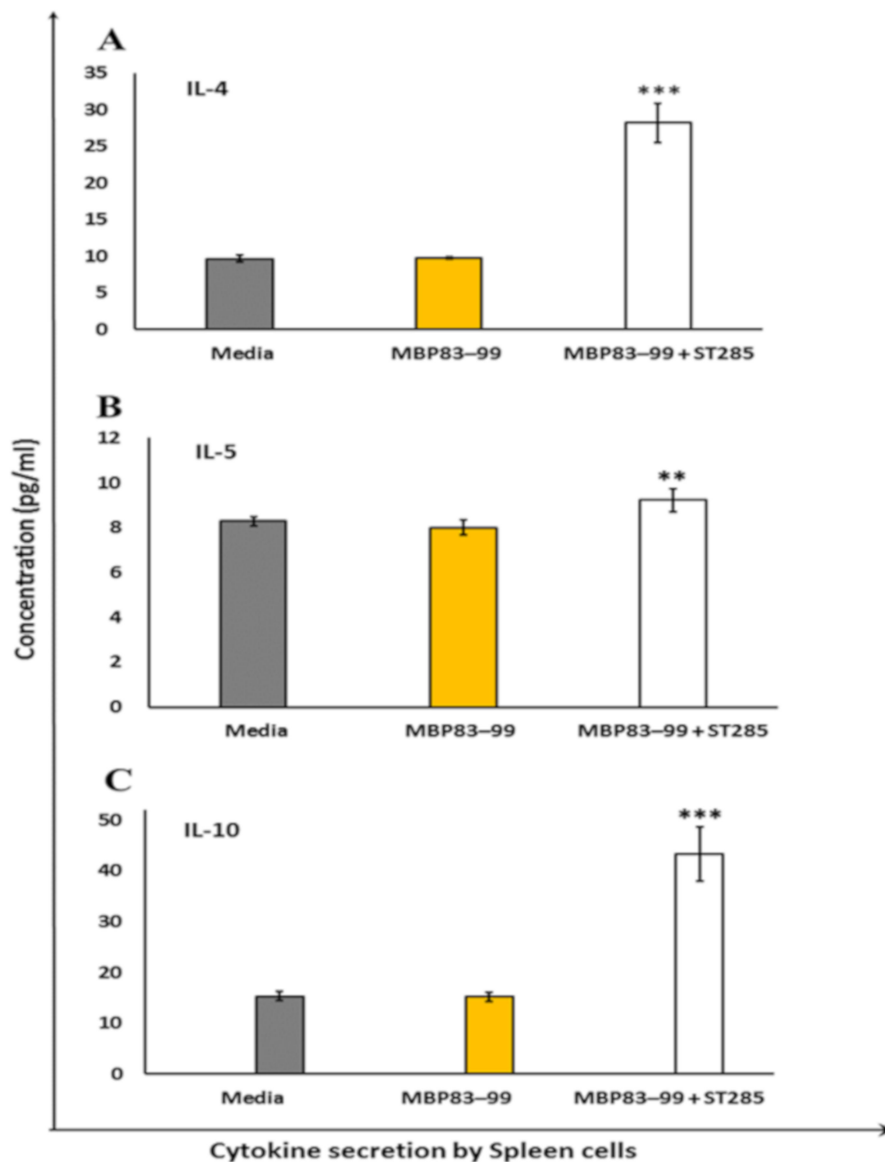 A
IL-4
35
30
25
20
15
10
5
0
***
Media MBP83–99 MBP83–99 + ST285
B
IL-5
12
10
8
6
4
2
0
**
Media MBP83–99 MBP83–99 + ST285
C
IL-10
50
40
30
20
10
0
***
Media MBP83–99 MBP83–99 + ST285
Concentration (pg/ml)
Cytokine secretion by Spleen cells